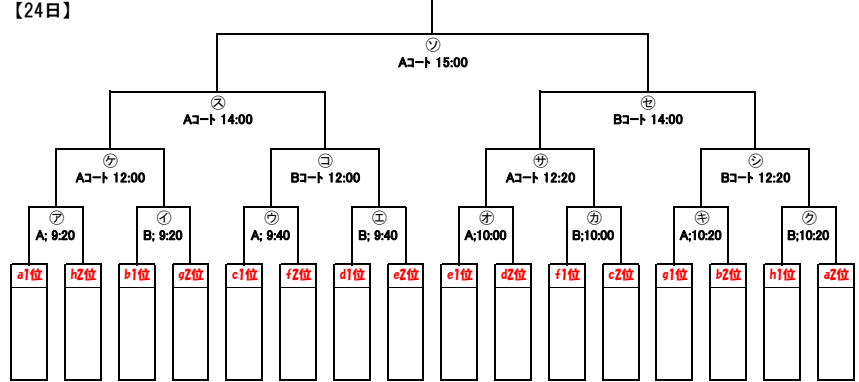 【24日】
㋞
Aコート 15:00
㋜
Aコート 14:00
㋝
Bコート 14:00
㋘
Aコート 12:00
㋙
Bコート 12:00
㋚
Aコート 12:20
㋛
Bコート 12:20
㋐
A; 9:20
㋑
B; 9:20
㋒
A; 9:40
㋓
B; 9:40
㋔
A;10:00
㋕
B;10:00
㋖
A;10:20
㋗
B;10:20
a1位 h2位 b1位 g2位 c1位 f2位 d1位 e2位 e1位 d2位 f1位 c2位 g1位 b2位 h1位 a2位